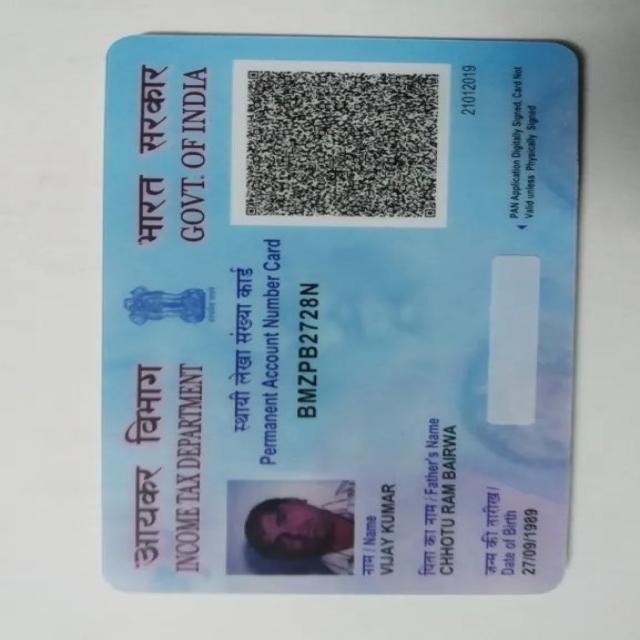 आयकर विभाग
INCOME TAX DEPARTMENT
भारत सरकार
GOVT. OF INDIA
स्थायी लेखा संख्या कार्ड
Permanent Account Number Card
BMZPB2728N
नाम / Name
VIJAY KUMAR
पिता का नाम / Father's Name
CHHOTU RAM BAIRWA
जन्म की तारीख /
Date of Birth
27/09/1989
21012019
PAN Application Digitally Signed, Card Not
Valid unless Physically Signed